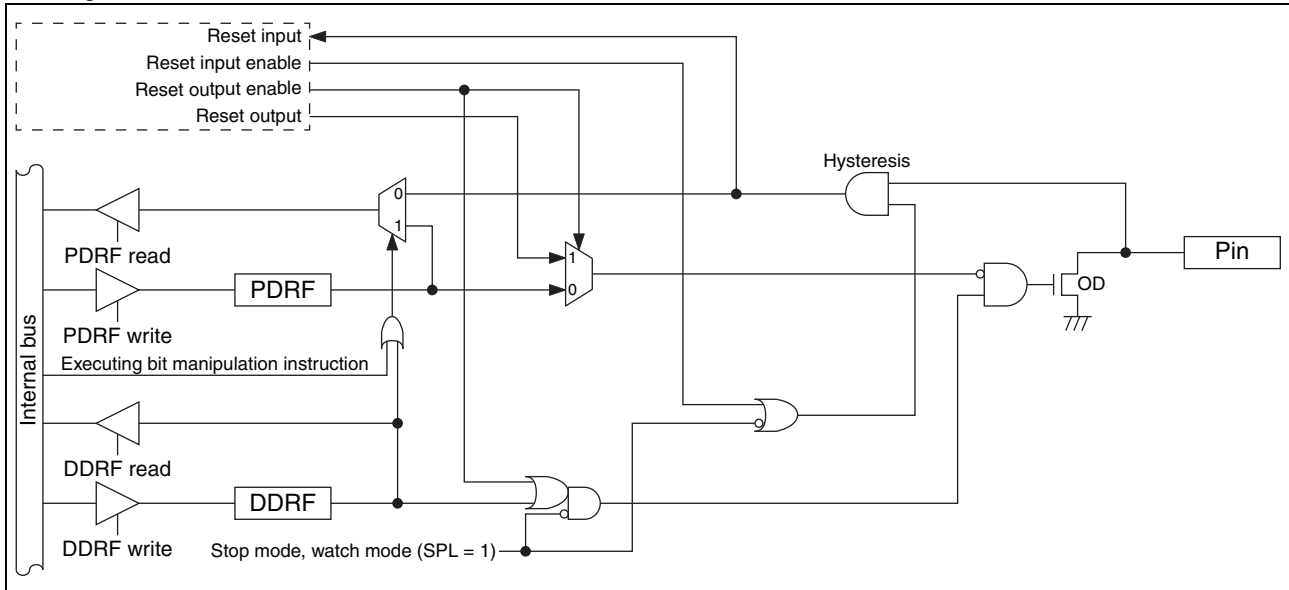 Reset input
Reset input enable
Reset output enable
Reset output
Hysteresis
0
1
PDRF read
1
0
Pin
OD
PDRF
PDRF write
Executing bit manipulation instruction
Internal bus
DDRF read
DDRF
DDRF write
Stop mode, watch mode (SPL = 1)